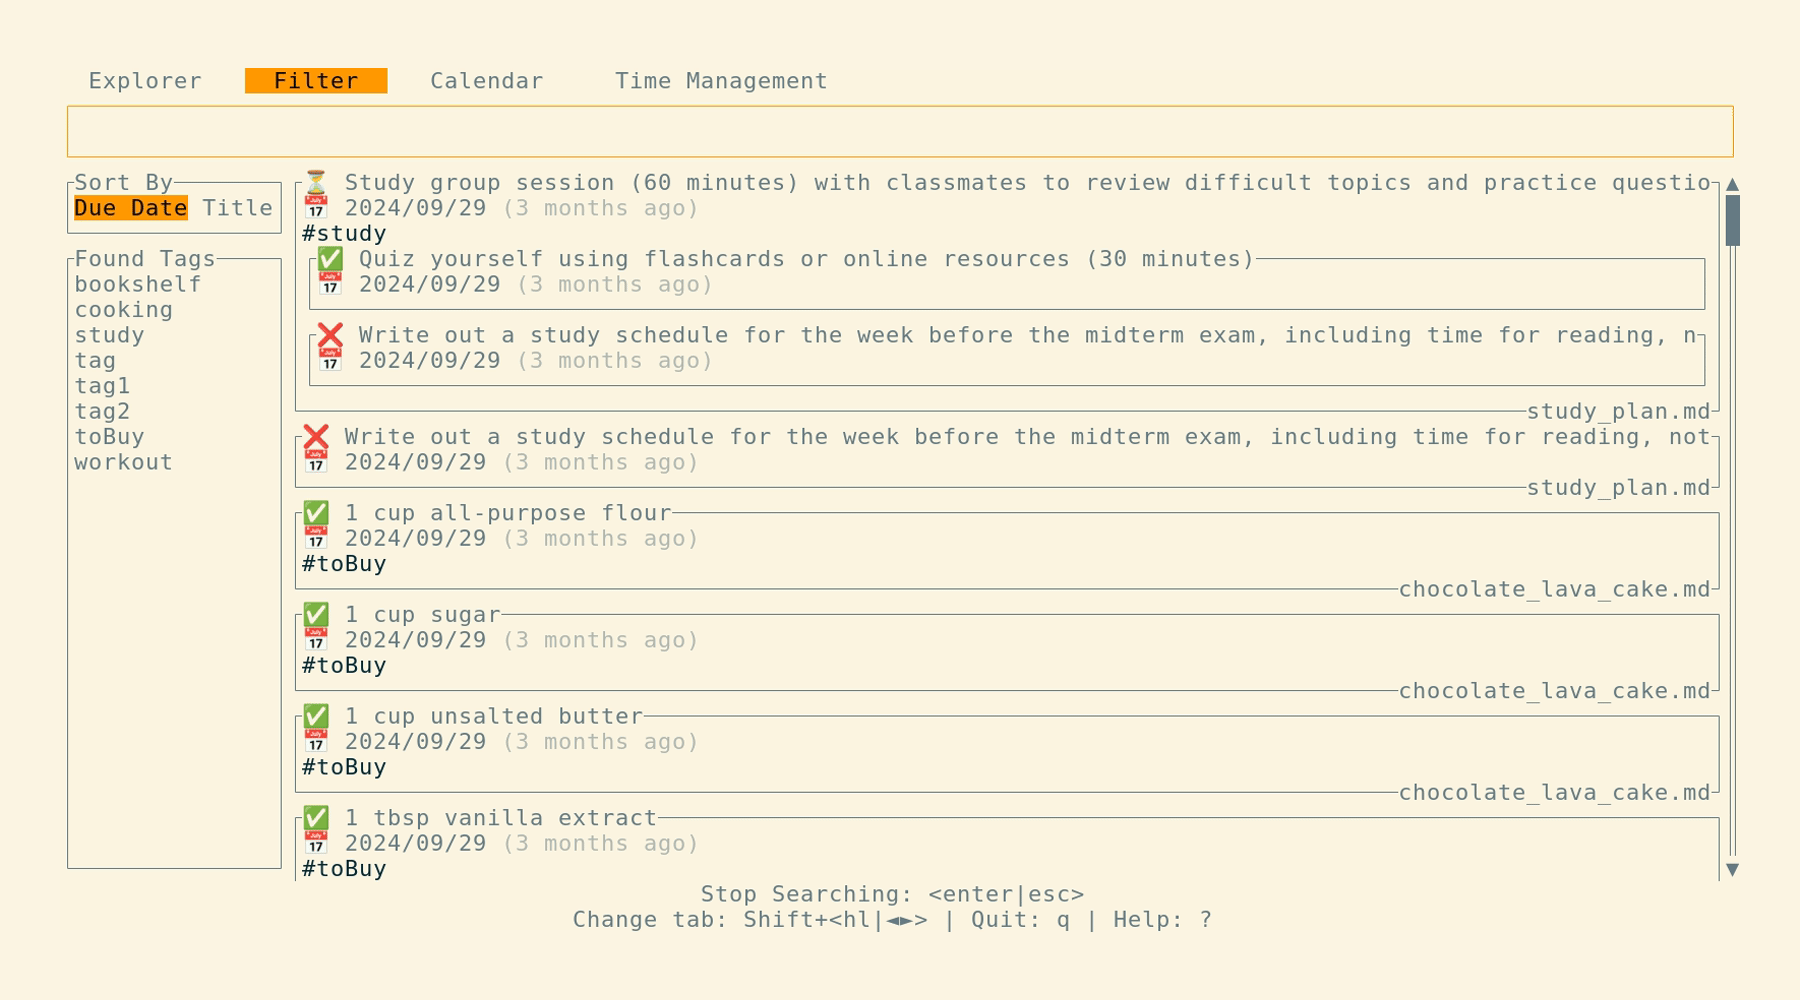 Explorer Filter Calendar Time Management
Sort By
Due Date Title
Found Tags
bookshelf
cooking
study
tag
tag1
tag2
toBuy
workout
⏳ Study group session (60 minutes) with classmates to review difficult topics and practice questio
📅 2024/09/29 (3 months ago)
#study
✅ Quiz yourself using flashcards or online resources (30 minutes)
📅 2024/09/29 (3 months ago)
❌ Write out a study schedule for the week before the midterm exam, including time for reading, n
📅 2024/09/29 (3 months ago)
study_plan.md
❌ Write out a study schedule for the week before the midterm exam, including time for reading, not
📅 2024/09/29 (3 months ago)
study_plan.md
✅ 1 cup all-purpose flour
📅 2024/09/29 (3 months ago)
#toBuy
chocolate_lava_cake.md
✅ 1 cup sugar
📅 2024/09/29 (3 months ago)
#toBuy
chocolate_lava_cake.md
✅ 1 cup unsalted butter
📅 2024/09/29 (3 months ago)
#toBuy
chocolate_lava_cake.md
✅ 1 tbsp vanilla extract
📅 2024/09/29 (3 months ago)
#toBuy
Stop Searching: <enter|esc>
Change tab: Shift+<hl|◄►> | Quit: q | Help: ?